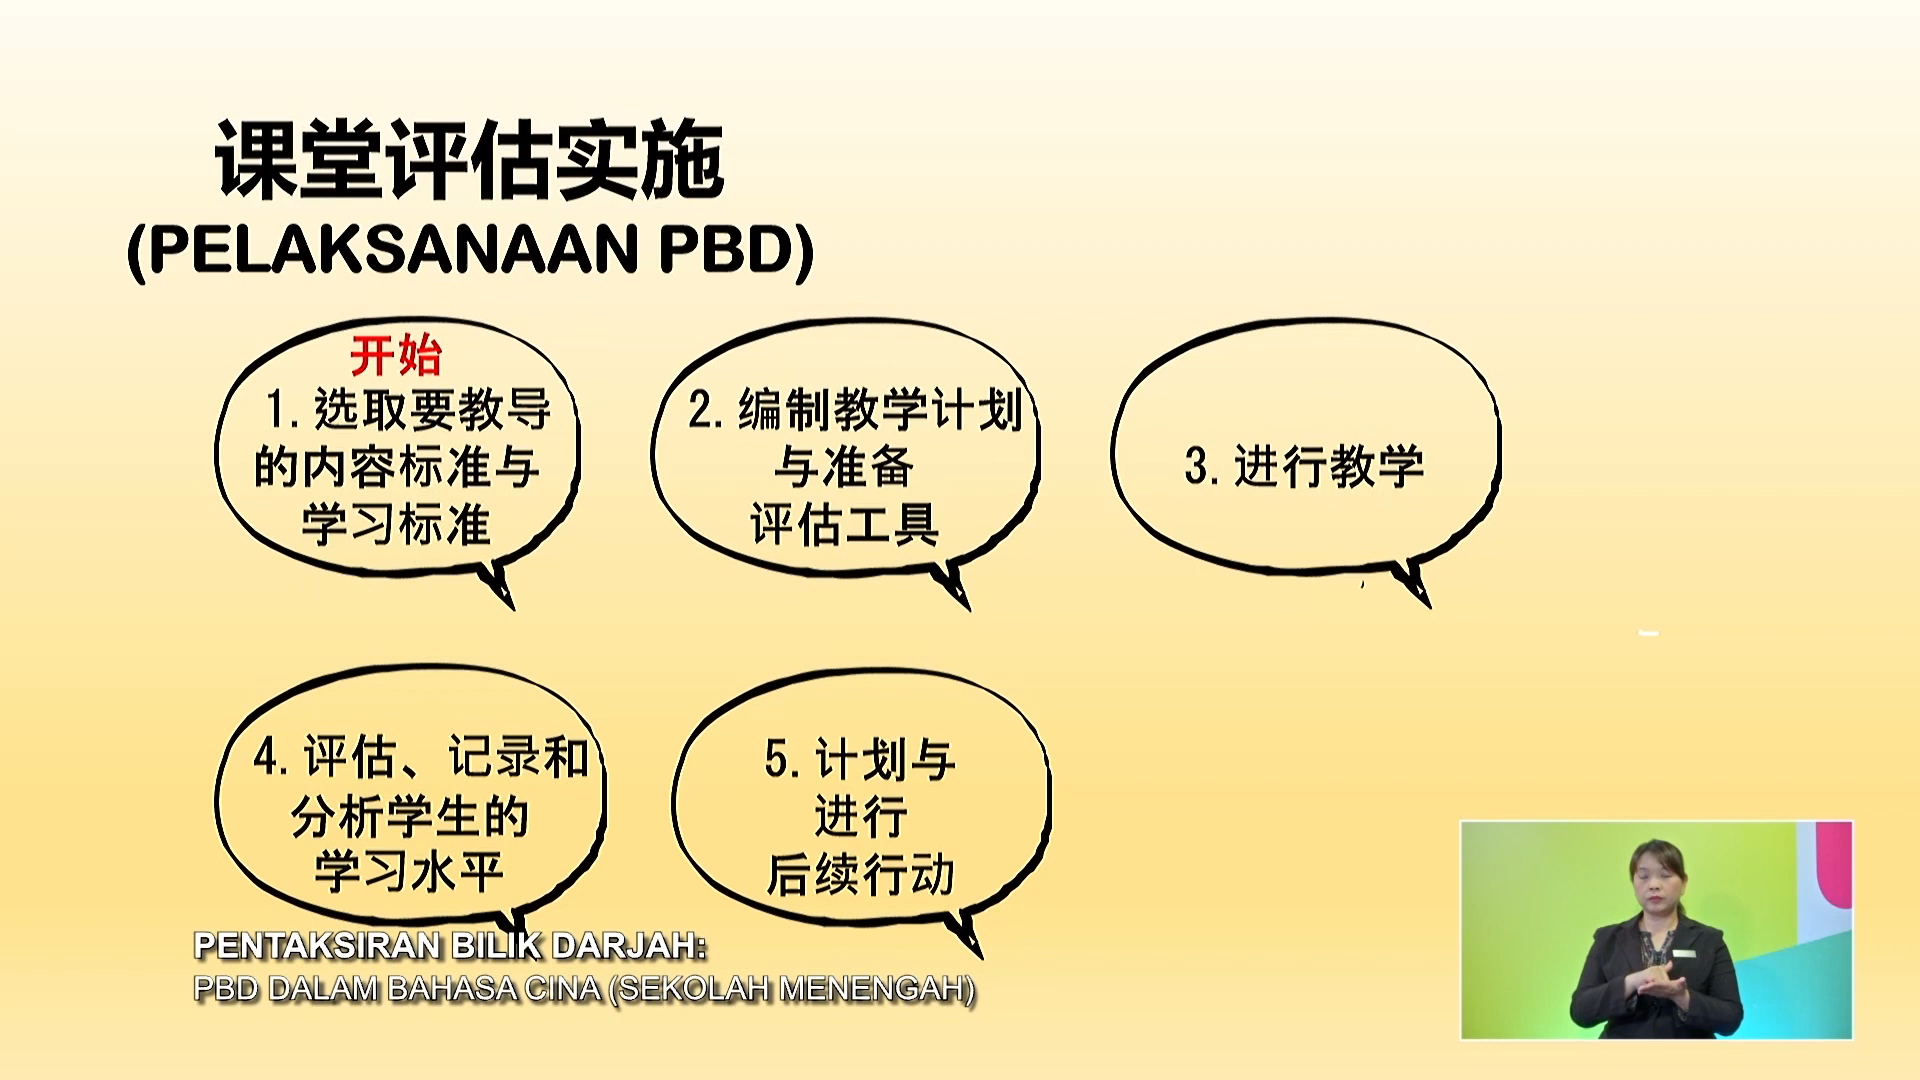 课堂评估实施
(PELAKSANAAN PBD)
开始
1.选取要教导
的内容标准与
学习标准
2.编制教学计划
与准备
评估工具
3.进行教学
4.评估、记录和
分析学生的
学习水平
5.计划与
进行
后续行动
PENTAKSIRAN BILIK DARJAH:
PBD DALAM BAHASA CINA (SEKOLAH MENENGAH)